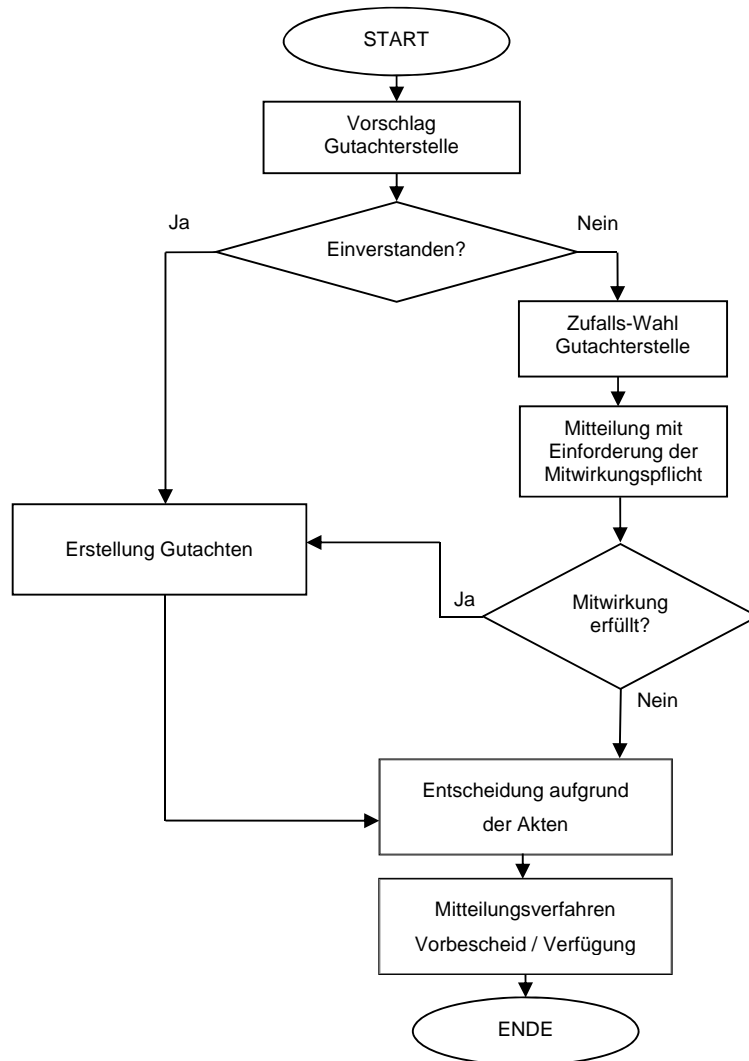 START
Vorschlag
Gutachterstelle
Ja
Nein
Einverstanden?
Zufalls-Wahl
Gutachterstelle
Mitteilung mit
Einforderung der
Mitwirkungspflicht
Erstellung Gutachten
Ja
Mitwirkung
erfüllt?
Nein
Entscheidung aufgrund
der Akten
Mitteilungsverfahren
Vorbescheid / Verfügung
ENDE